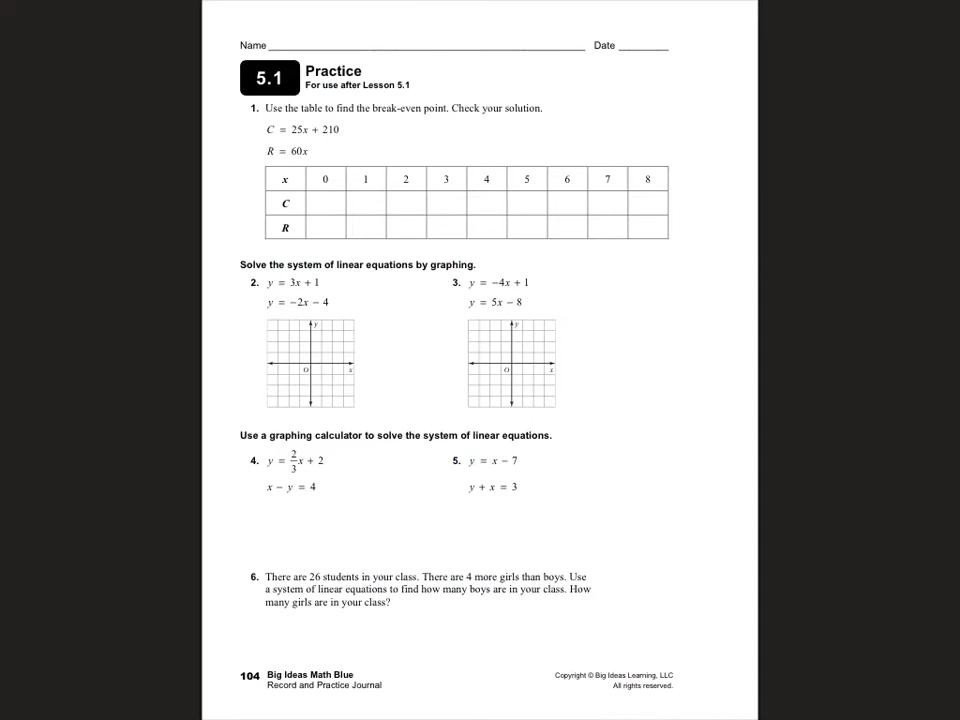 Name ________ Date ________
5.1 Practice
For use after Lesson 5.1
1. Use the table to find the break-even point. Check your solution.
C = 25x + 210
R = 60x
x 0 1 2 3 4 5 6 7 8
C
R
Solve the system of linear equations by graphing.
2. y = 3x + 1 3. y = −4x + 1
y = −2x − 4 y = 5x − 8
y y
O x O x
Use a graphing calculator to solve the system of linear equations.
4. y = 2/3x + 2 5. y = x − 7
x − y = 4 y + x = 3
6. There are 26 students in your class. There are 4 more girls than boys. Use
a system of linear equations to find how many boys are in your class. How
many girls are in your class?
104 Big Ideas Math Blue Copyright © Big Ideas Learning, LLC
Record and Practice Journal All rights reserved.